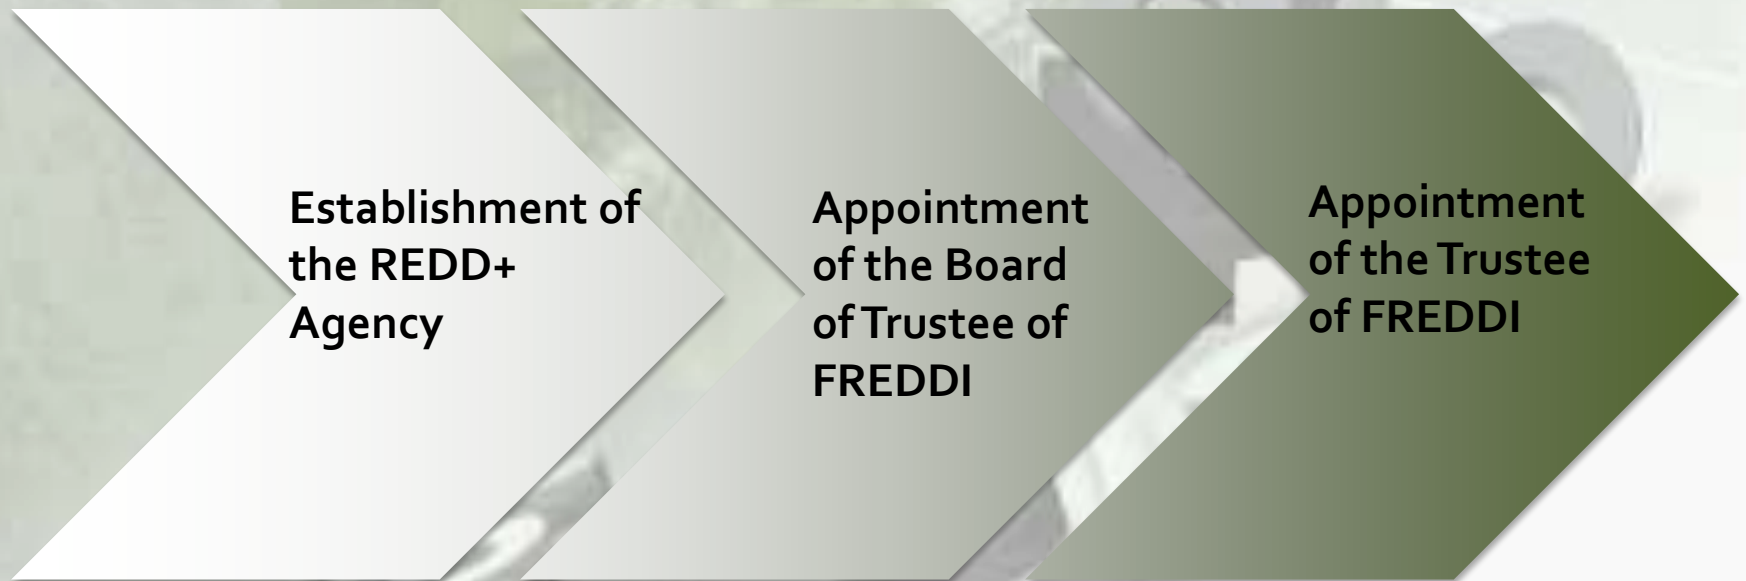 Establishment of
the REDD+
Agency
Appointment
of the Board
of Trustee of
FREDDI
Appointment
of the Trustee
of FREDDI